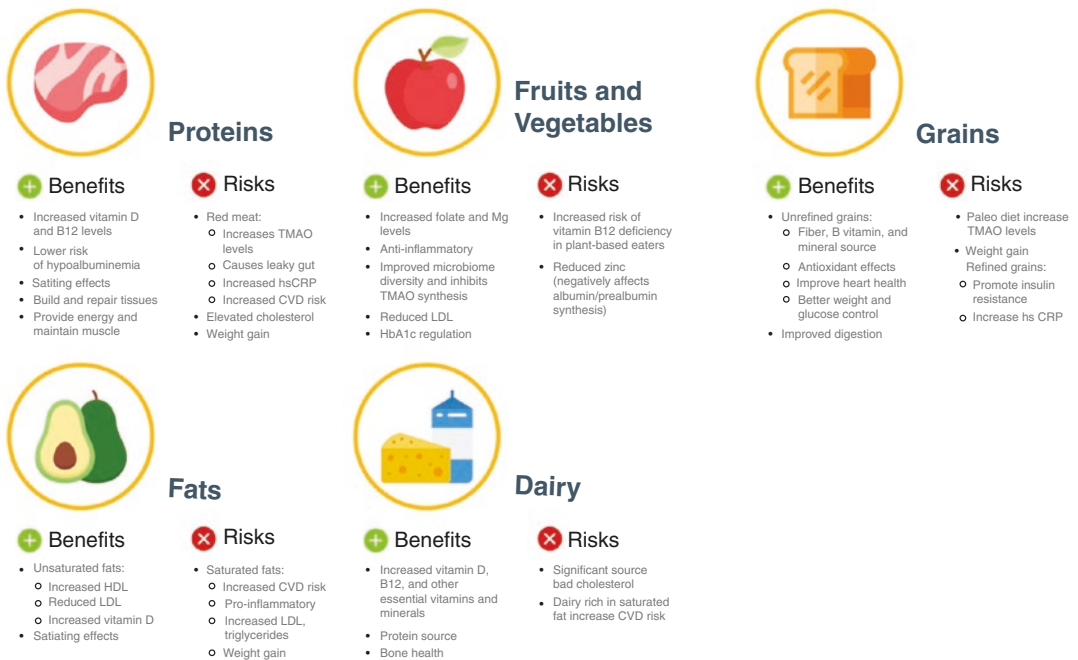 Proteins
Benefits
• Increased vitamin D
and B12 levels
• Lower risk
of hypoalbuminemia
• Satiting effects
• Build and repair tissues
• Provide energy and
maintain muscle
Risks
• Red meat:
Increases TMAO
levels
Causes leaky gut
Increased hsCRP
Increased CVD risk
• Elevated cholesterol
• Weight gain
Fruits and
Vegetables
Benefits
• Increased folate and Mg
levels
• Anti-inflammatory
• Improved microbiome
diversity and inhibits
TMAO synthesis
• Reduced LDL
• HbA1c regulation
Risks
• Increased risk of
vitamin B12 deficiency
in plant-based eaters
• Reduced zinc
(negatively affects
albumin/prealbumin
synthesis)
Grains
Benefits
• Unrefined grains:
Fiber, B vitamin, and
mineral source
Antioxidant effects
Improve heart health
Better weight and
glucose control
• Improved digestion
Risks
• Paleo diet increase
TMAO levels
• Weight gain
Refined grains:
Promote insulin
resistance
Increase hs CRP
Fats
Benefits
• Unsaturated fats:
Increased HDL
Reduced LDL
Increased vitamin D
• Satiating effects
Risks
• Saturated fats:
Increased CVD risk
Pro-inflammatory
Increased LDL,
triglycerides
Weight gain
Dairy
Benefits
• Increased vitamin D,
B12, and other
essential vitamins and
minerals
• Protein source
• Bone health
Risks
• Significant source
bad cholesterol
• Dairy rich in saturated
fat increase CVD risk